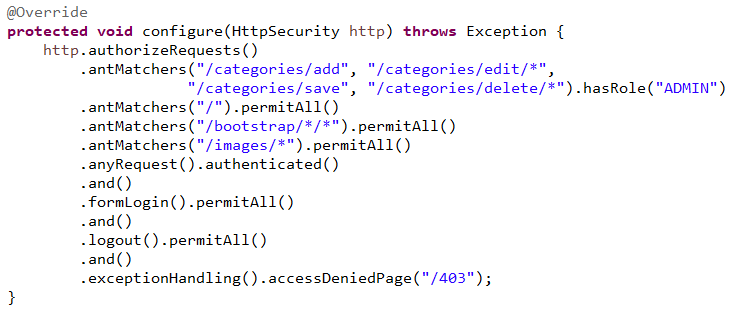 @Override
protected void configure(HttpSecurity http) throws Exception {
    http.authorizeRequests()
        .antMatchers("/categories/add", "/categories/edit/*",
                    "/categories/save", "/categories/delete/*").hasRole("ADMIN")
        .antMatchers("/").permitAll()
        .antMatchers("/bootstrap/*/*").permitAll()
        .antMatchers("/images/*").permitAll()
        .anyRequest().authenticated()
        .and()
        .formLogin().permitAll()
        .and()
        .logout().permitAll()
        .and()
        .exceptionHandling().accessDeniedPage("/403");
}